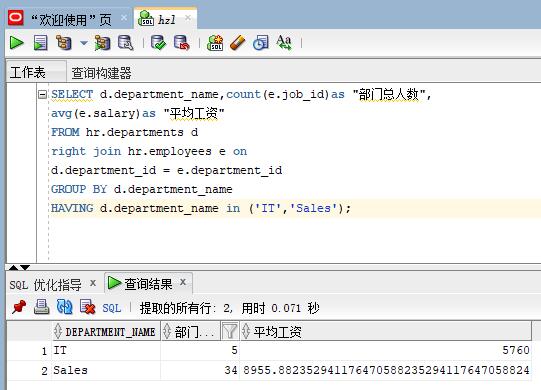 “欢迎使用”页 x hzl x
工作表 查询构建器
SELECT d.department_name,count(e.job_id)as "部门总人数",
avg(e.salary)as "平均工资"
FROM hr.departments d
right join hr.employees e on
d.department_id = e.department_id
GROUP BY d.department_name
HAVING d.department_name in ('IT','Sales');
SQL 优化指导 x 查询结果 x
SQL | 提取的所有行: 2, 用时 0.071 秒
DEPARTMENT_NAME 部门... 平均工资
1 IT 5 5760
2 Sales 34 8955.88235294117647058823529411764705882 4